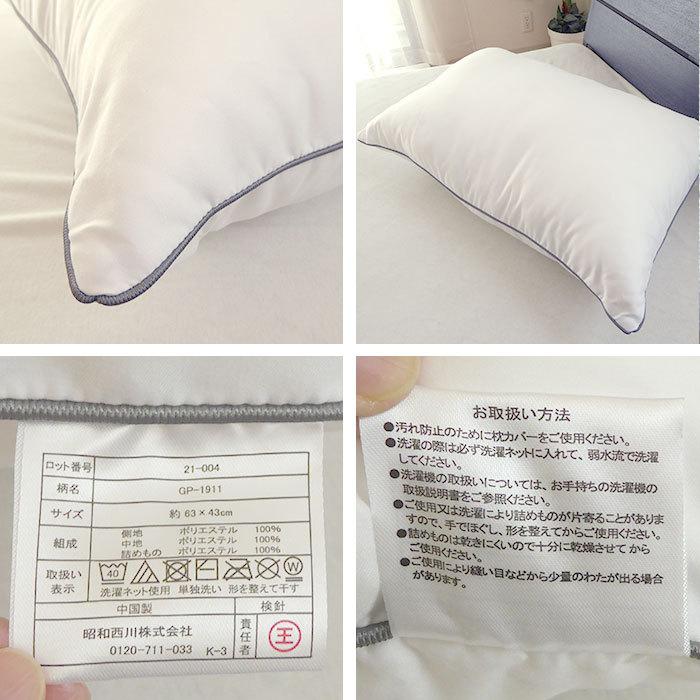 ロット番号 21-004
柄名 GP-1911
サイズ 約 63×43cm
組成 側地 ポリエステル 100%
中地 ポリエステル 100%
詰めもの ポリエステル 100%
取扱い表示 40 W
洗濯ネット使用 単独洗い 形を整えて干す
中国製 検針
昭和西川株式会社 責任者 王
0120-711-033 K-3
お取扱い方法
●汚れ防止のために枕カバーをご使用ください。
●洗濯の際は必ず洗濯ネットに入れて、弱水流で洗濯
してください。
●洗濯機の取扱いについては、お手持ちの洗濯機の
取扱説明書をご参照ください。
●ご使用又は洗濯により詰めものが片寄ることがありま
すので、手でほぐし、形を整えてからご使用ください。
●詰めものは乾きにくいので十分に乾燥させてから
ご使用ください。
●ご使用により縫い目などから少量のわたが出る場合
があります。